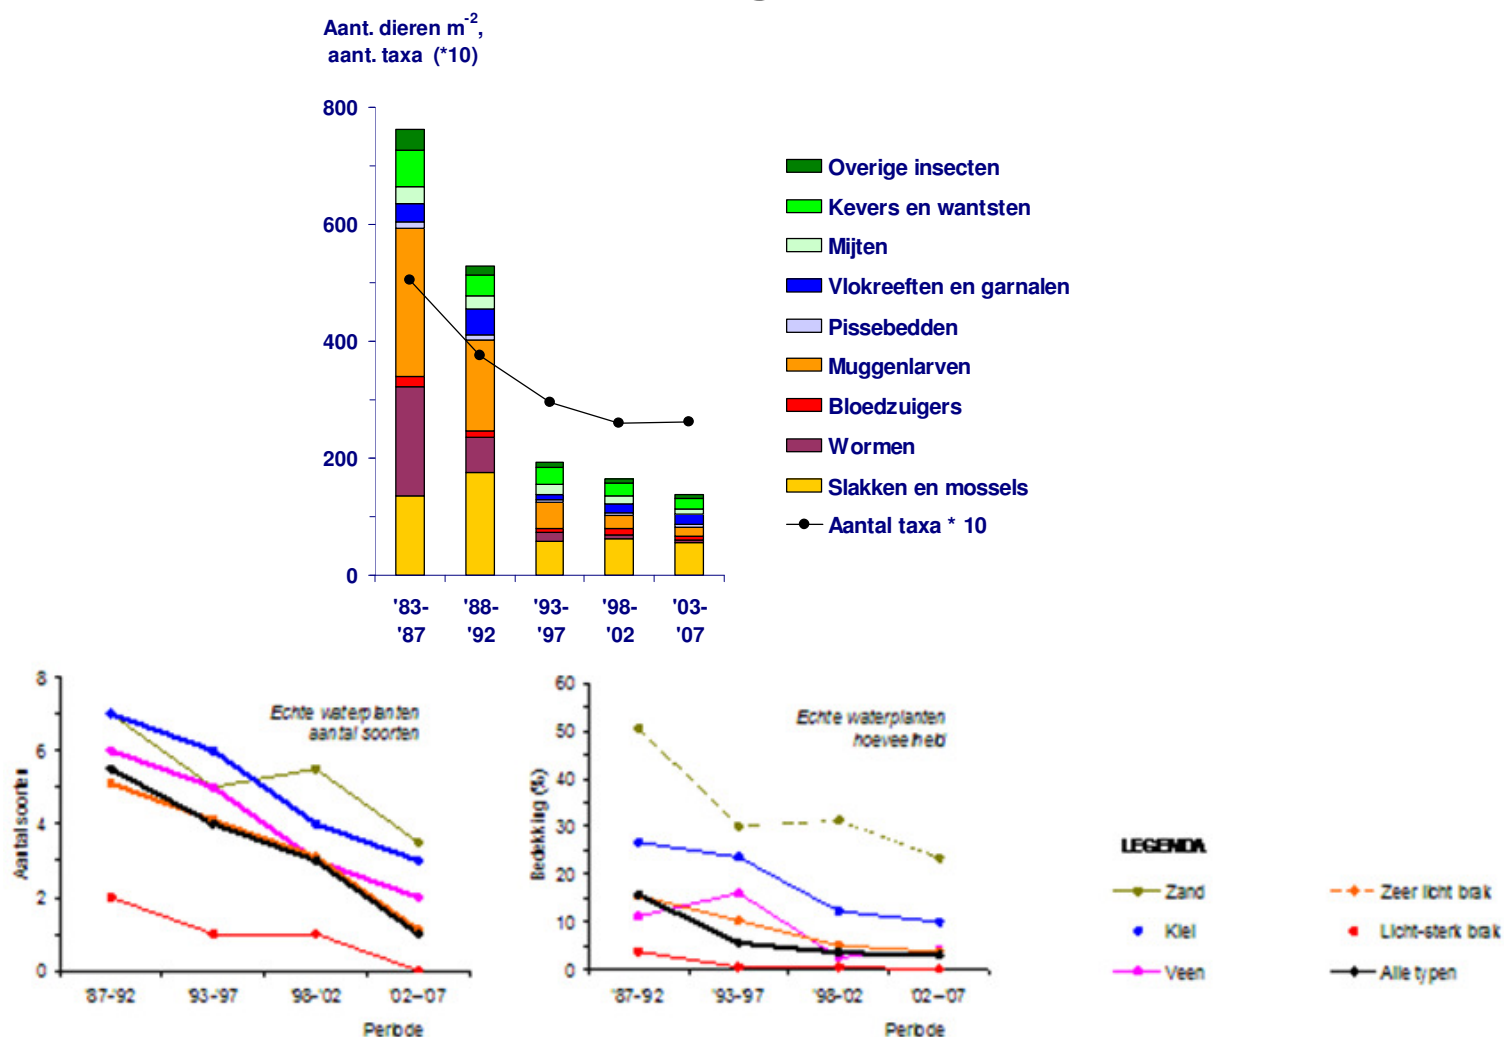 Aant. dieren m-2,
aant. taxa (*10)
800
600
400
200
0
'83-
'87
'88-
'92
'93-
'97
'98-
'02
'03-
'07
Overige insecten
Kevers en wantsten
Mijten
Vlokreeften en garnalen
Pissebedden
Muggenlarven
Bloedzuigers
Wormen
Slakken en mossels
Aantal taxa * 10
Echte waterplanten
aantal soorten
Aantal soorten
8
6
4
2
0
'87-92
93-97
98-'02
'02–07
Periode
Echte waterplanten
hoeveelheid
Bedekking (%)
60
50
40
30
20
10
0
'87-92
'93-97
'98-02
'02–07
Periode
LEGENDA
Zand
Klei
Veen
Zeer licht brak
Licht-sterk brak
Alle typen